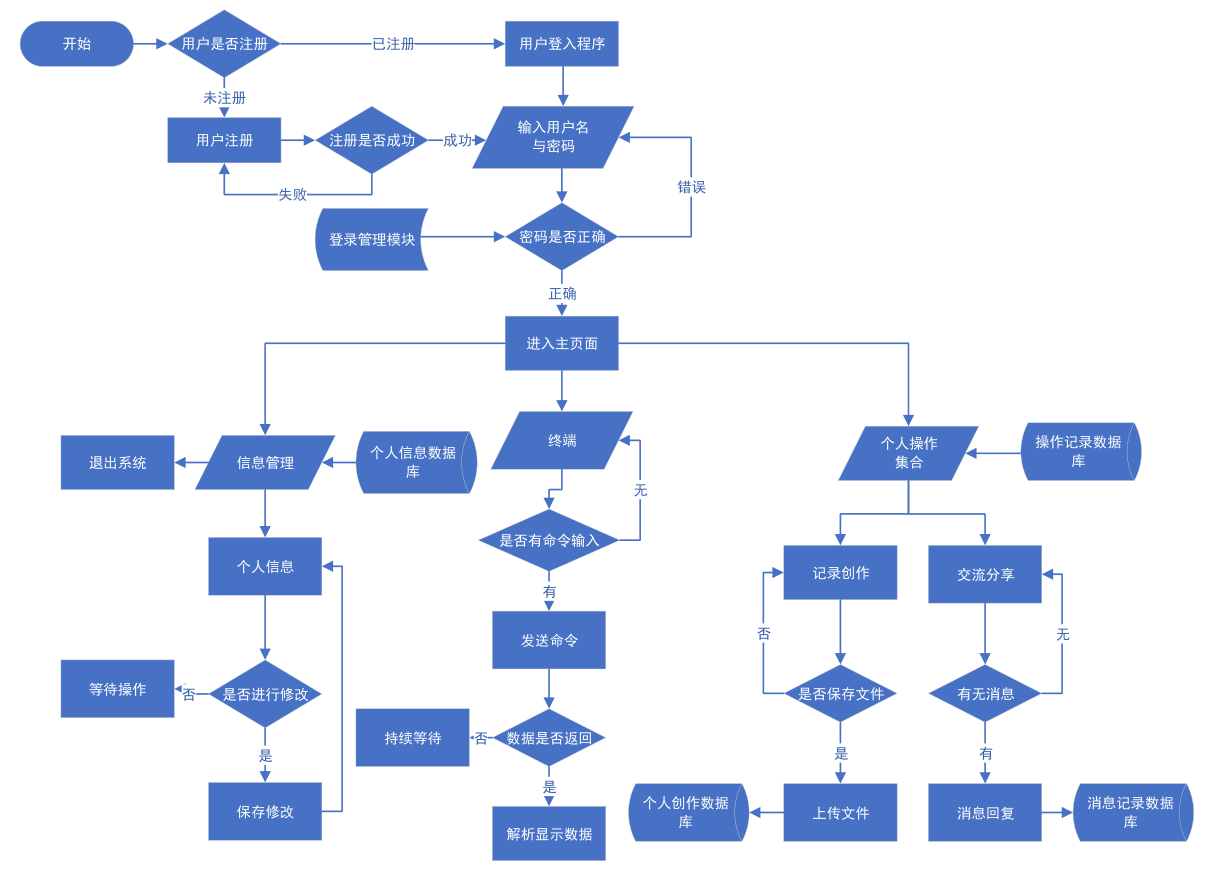 开始
用户是否注册
已注册
用户登入程序
未注册
用户注册
注册是否成功
成功
输入用户名
与密码
失败
错误
登录管理模块
密码是否正确
正确
进入主页面
退出系统
信息管理
个人信息数据
库
终端
无
个人操作
集合
操作记录数据
库
是否有命令输入
个人信息
有
记录创作
交流分享
发送命令
否
无
等待操作
否
是否进行修改
是否保存文件
有无消息
持续等待
否
数据是否返回
是
是
有
是
保存修改
个人创作数据
库
上传文件
消息回复
消息记录数据
库
解析显示数据